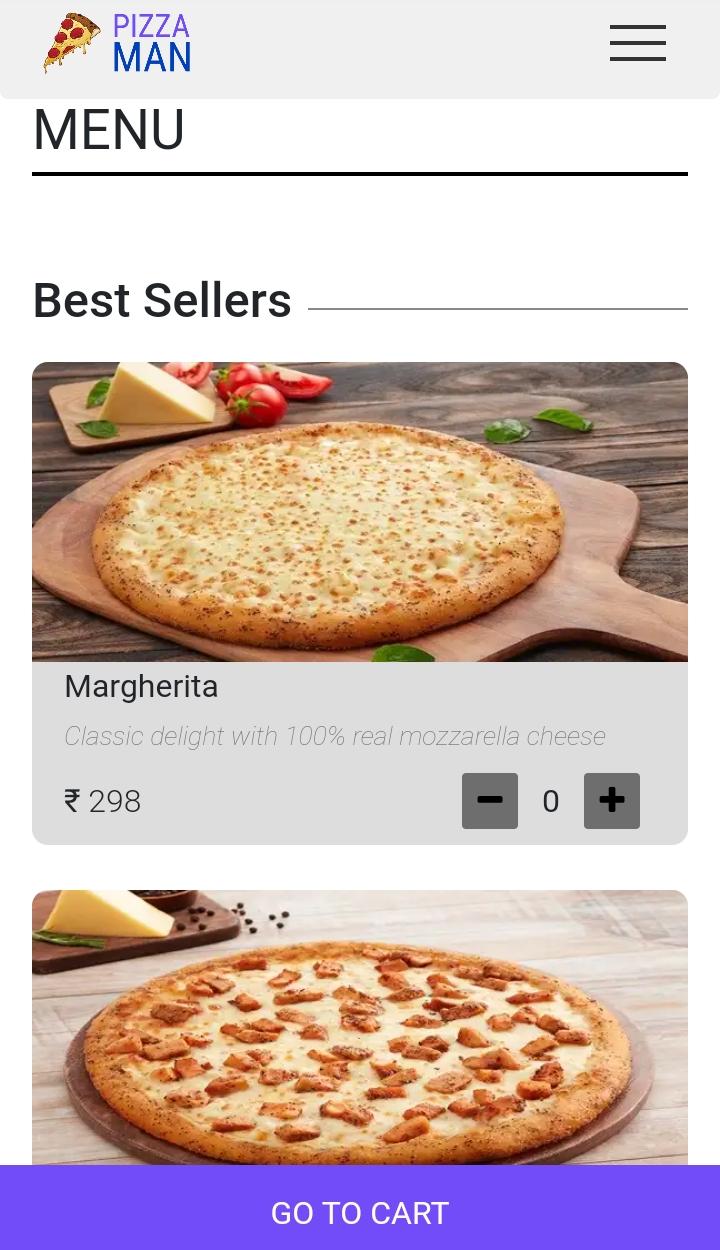 PIZZA
MAN
MENU
Best Sellers
Margherita
Classic delight with 100% real mozzarella cheese
₹ 298
0
GO TO CART